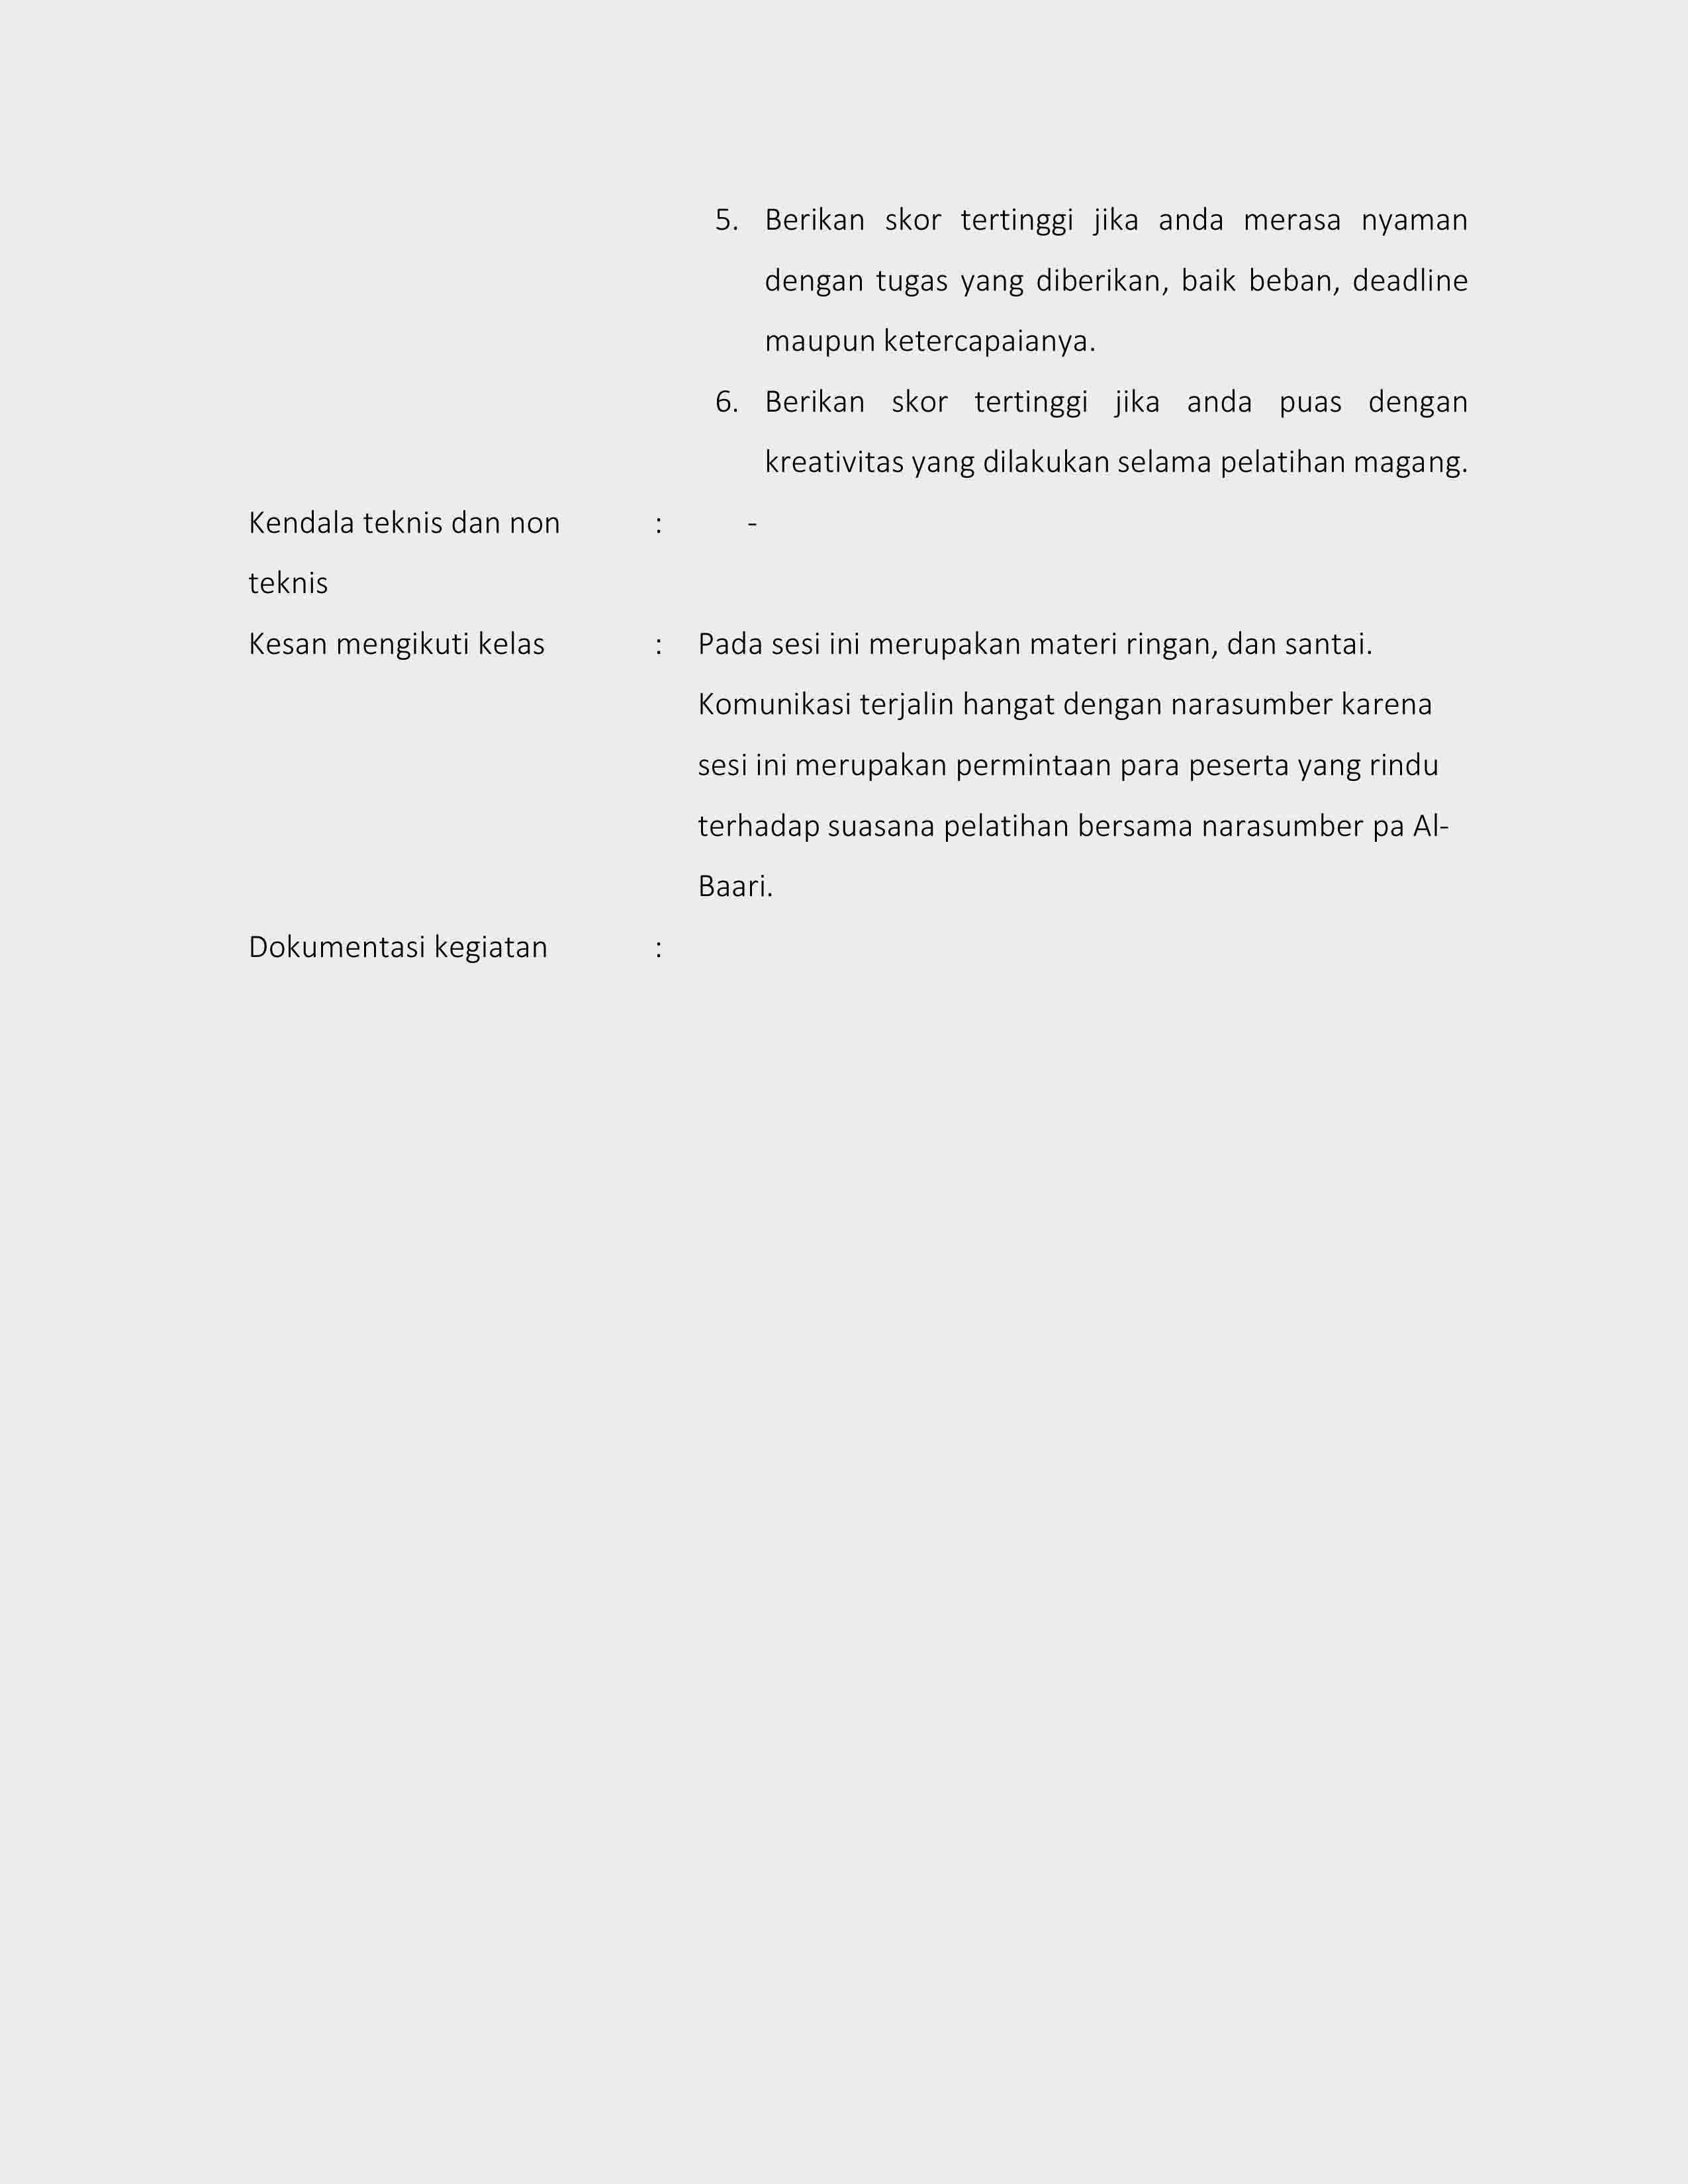 5. Berikan skor tertinggi jika anda merasa nyaman
dengan tugas yang diberikan, baik beban, deadline
maupun ketercapaianya.
6. Berikan skor tertinggi jika anda puas dengan
kreativitas yang dilakukan selama pelatihan magang.
Kendala teknis dan non : -
teknis
Kesan mengikuti kelas : Pada sesi ini merupakan materi ringan, dan santai.
Komunikasi terjalin hangat dengan narasumber karena
sesi ini merupakan permintaan para peserta yang rindu
terhadap suasana pelatihan bersama narasumber pa Al-
Baari.
Dokumentasi kegiatan :